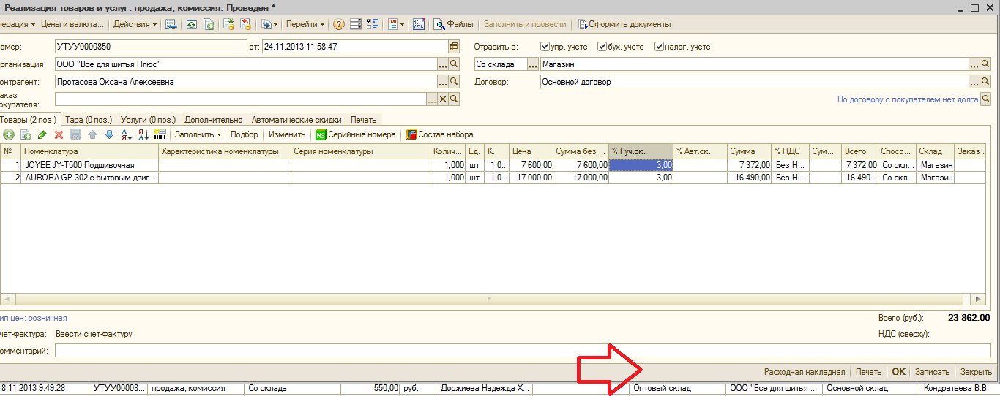 Реализация товаров и услуг: продажа, комиссия. Проведен *
перация Цены и валюта... Действия Перейти Файлы Заполнить и провести Оформить документы
омер: УТУУ0000850 от: 24.11.2013 11:58:47 Отразить в: упр. учете бух. учете налог. учете
рганизация: ООО "Все для шитья Плюс" ... Со склада ... Магазин ...
онтрагент: Протасова Оксана Алексеевна ... Договор: Основной договор ...
аказ
окупателя: ... По договору с покупателем нет долга
Товары (2 поз.) Тара (0 поз.) Услуги (0 поз.) Дополнительно Автоматические скидки Печать
Заполнить Подбор Изменить Серийные номера Состав набора
№ Номенклатура Характеристика номенклатуры Серия номенклатуры Колич... Ед. К. Цена Сумма без ... % Руч.ск. % Авт.ск. Сумма % НДС Сум... Всего Спосо... Склад Заказ ...
1 JOYEE JY-T500 Подшивочная 1,000 шт 1,0... 7 600,00 7 600,00 3,00 7 372,00 Без Н... 7 372,00 Со скл... Магазин
2 AURORA GP-302 с бытовым двиг... 1,000 шт 1,0... 17 000,00 17 000,00 3,00 16 490,00 Без Н... 16 490... Со скл... Магазин
ип цен: розничная Всего (руб.): 23 862,00
чет-фактура: Ввести счет-фактуру НДС (сверху):
омментарий:
Расходная накладная Печать OK Записать Закрыть
8.11.2013 9:49:28 УТУУ00008... продажа, комиссия Со склада 550,00 руб. Доржиева Надежда Х... Оптовый склад ООО "Все для шитья ... Основной склад Кондратьева В.В